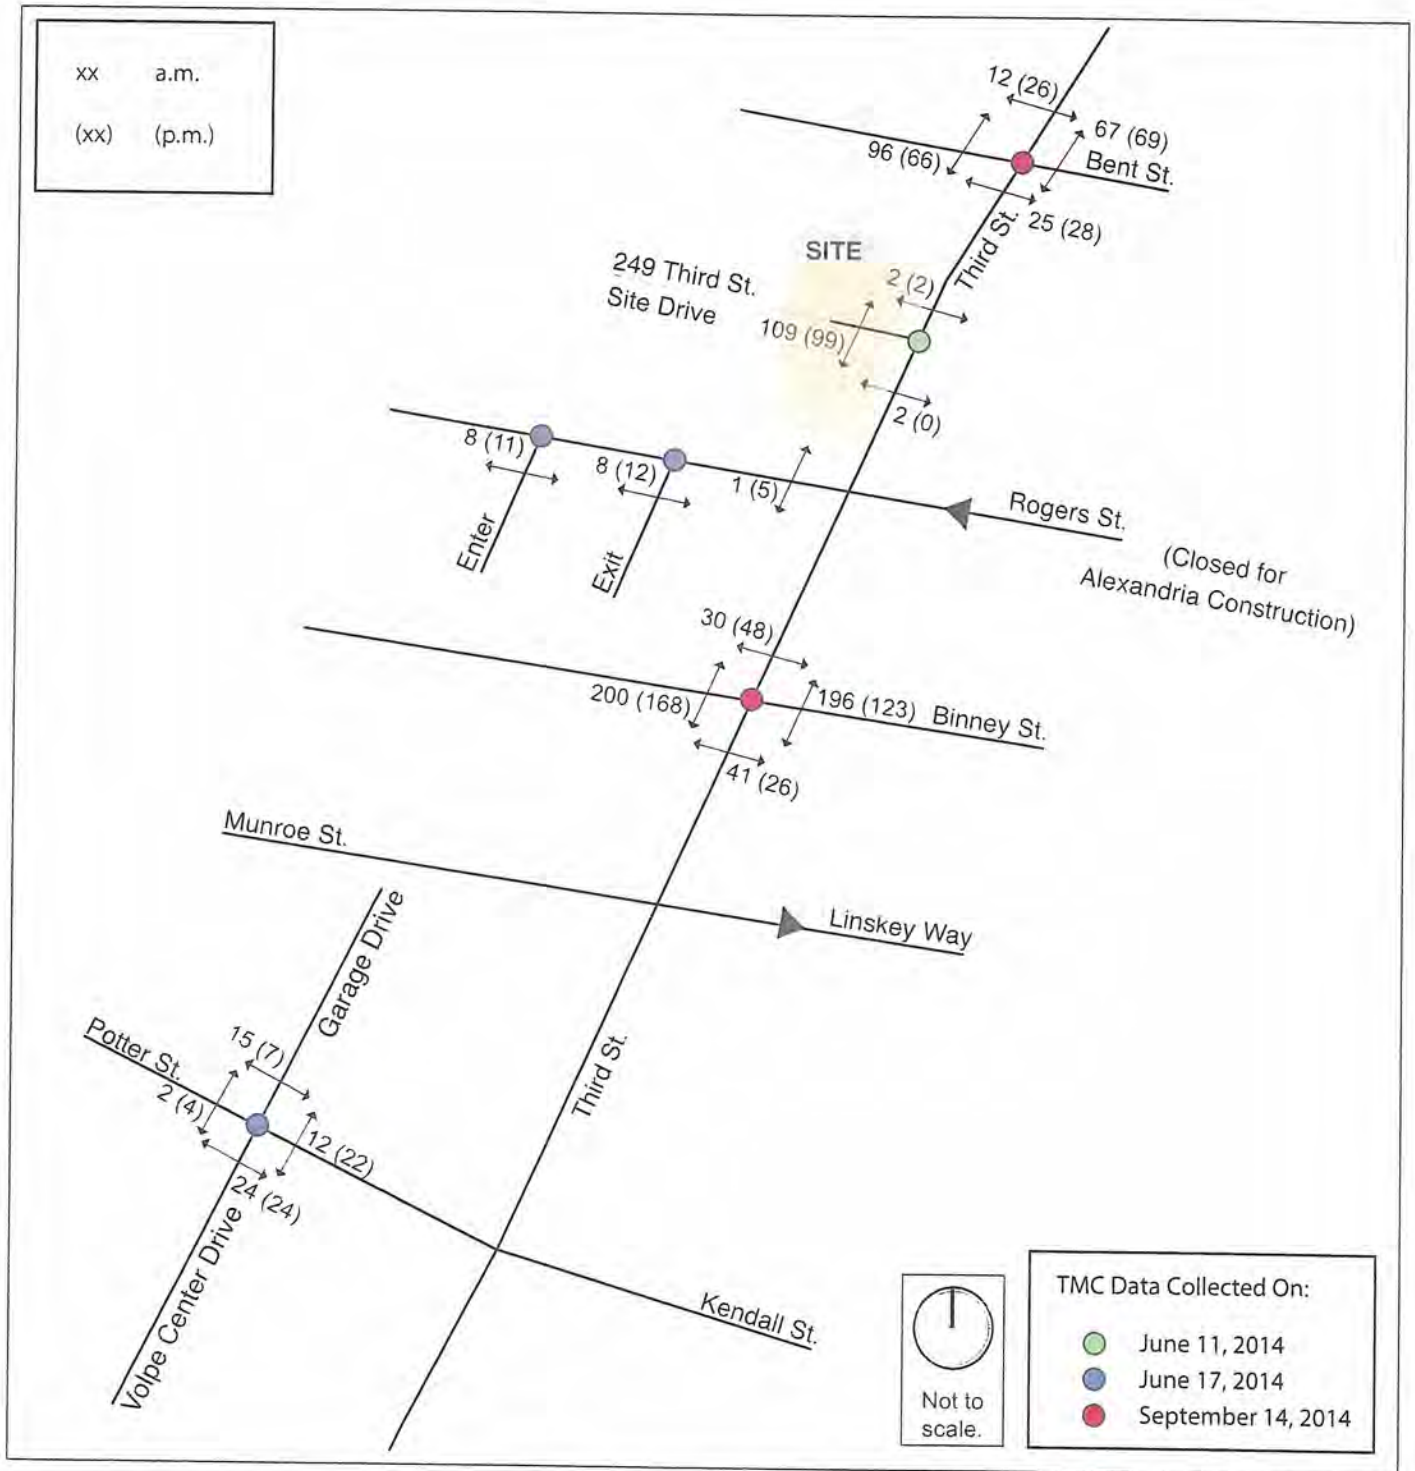 xx a.m.
(xx) (p.m.)
12 (26)
67 (69)
96 (66)
Bent St.
25 (28)
Third St.
SITE
249 Third St.
Site Drive
2 (2)
109 (99)
2 (0)
8 (11)
8 (12)
1 (5)
Rogers St.
Enter
Exit
(Closed for
Alexandria Construction)
30 (48)
200 (168)
196 (123)
Binney St.
41 (26)
Munroe St.
Linskey Way
Garage Drive
Potter St.
15 (7)
2 (4)
12 (22)
24 (24)
Third St.
Volpe Center Drive
Kendall St.
Not to
scale.
TMC Data Collected On:
June 11, 2014
June 17, 2014
September 14, 2014